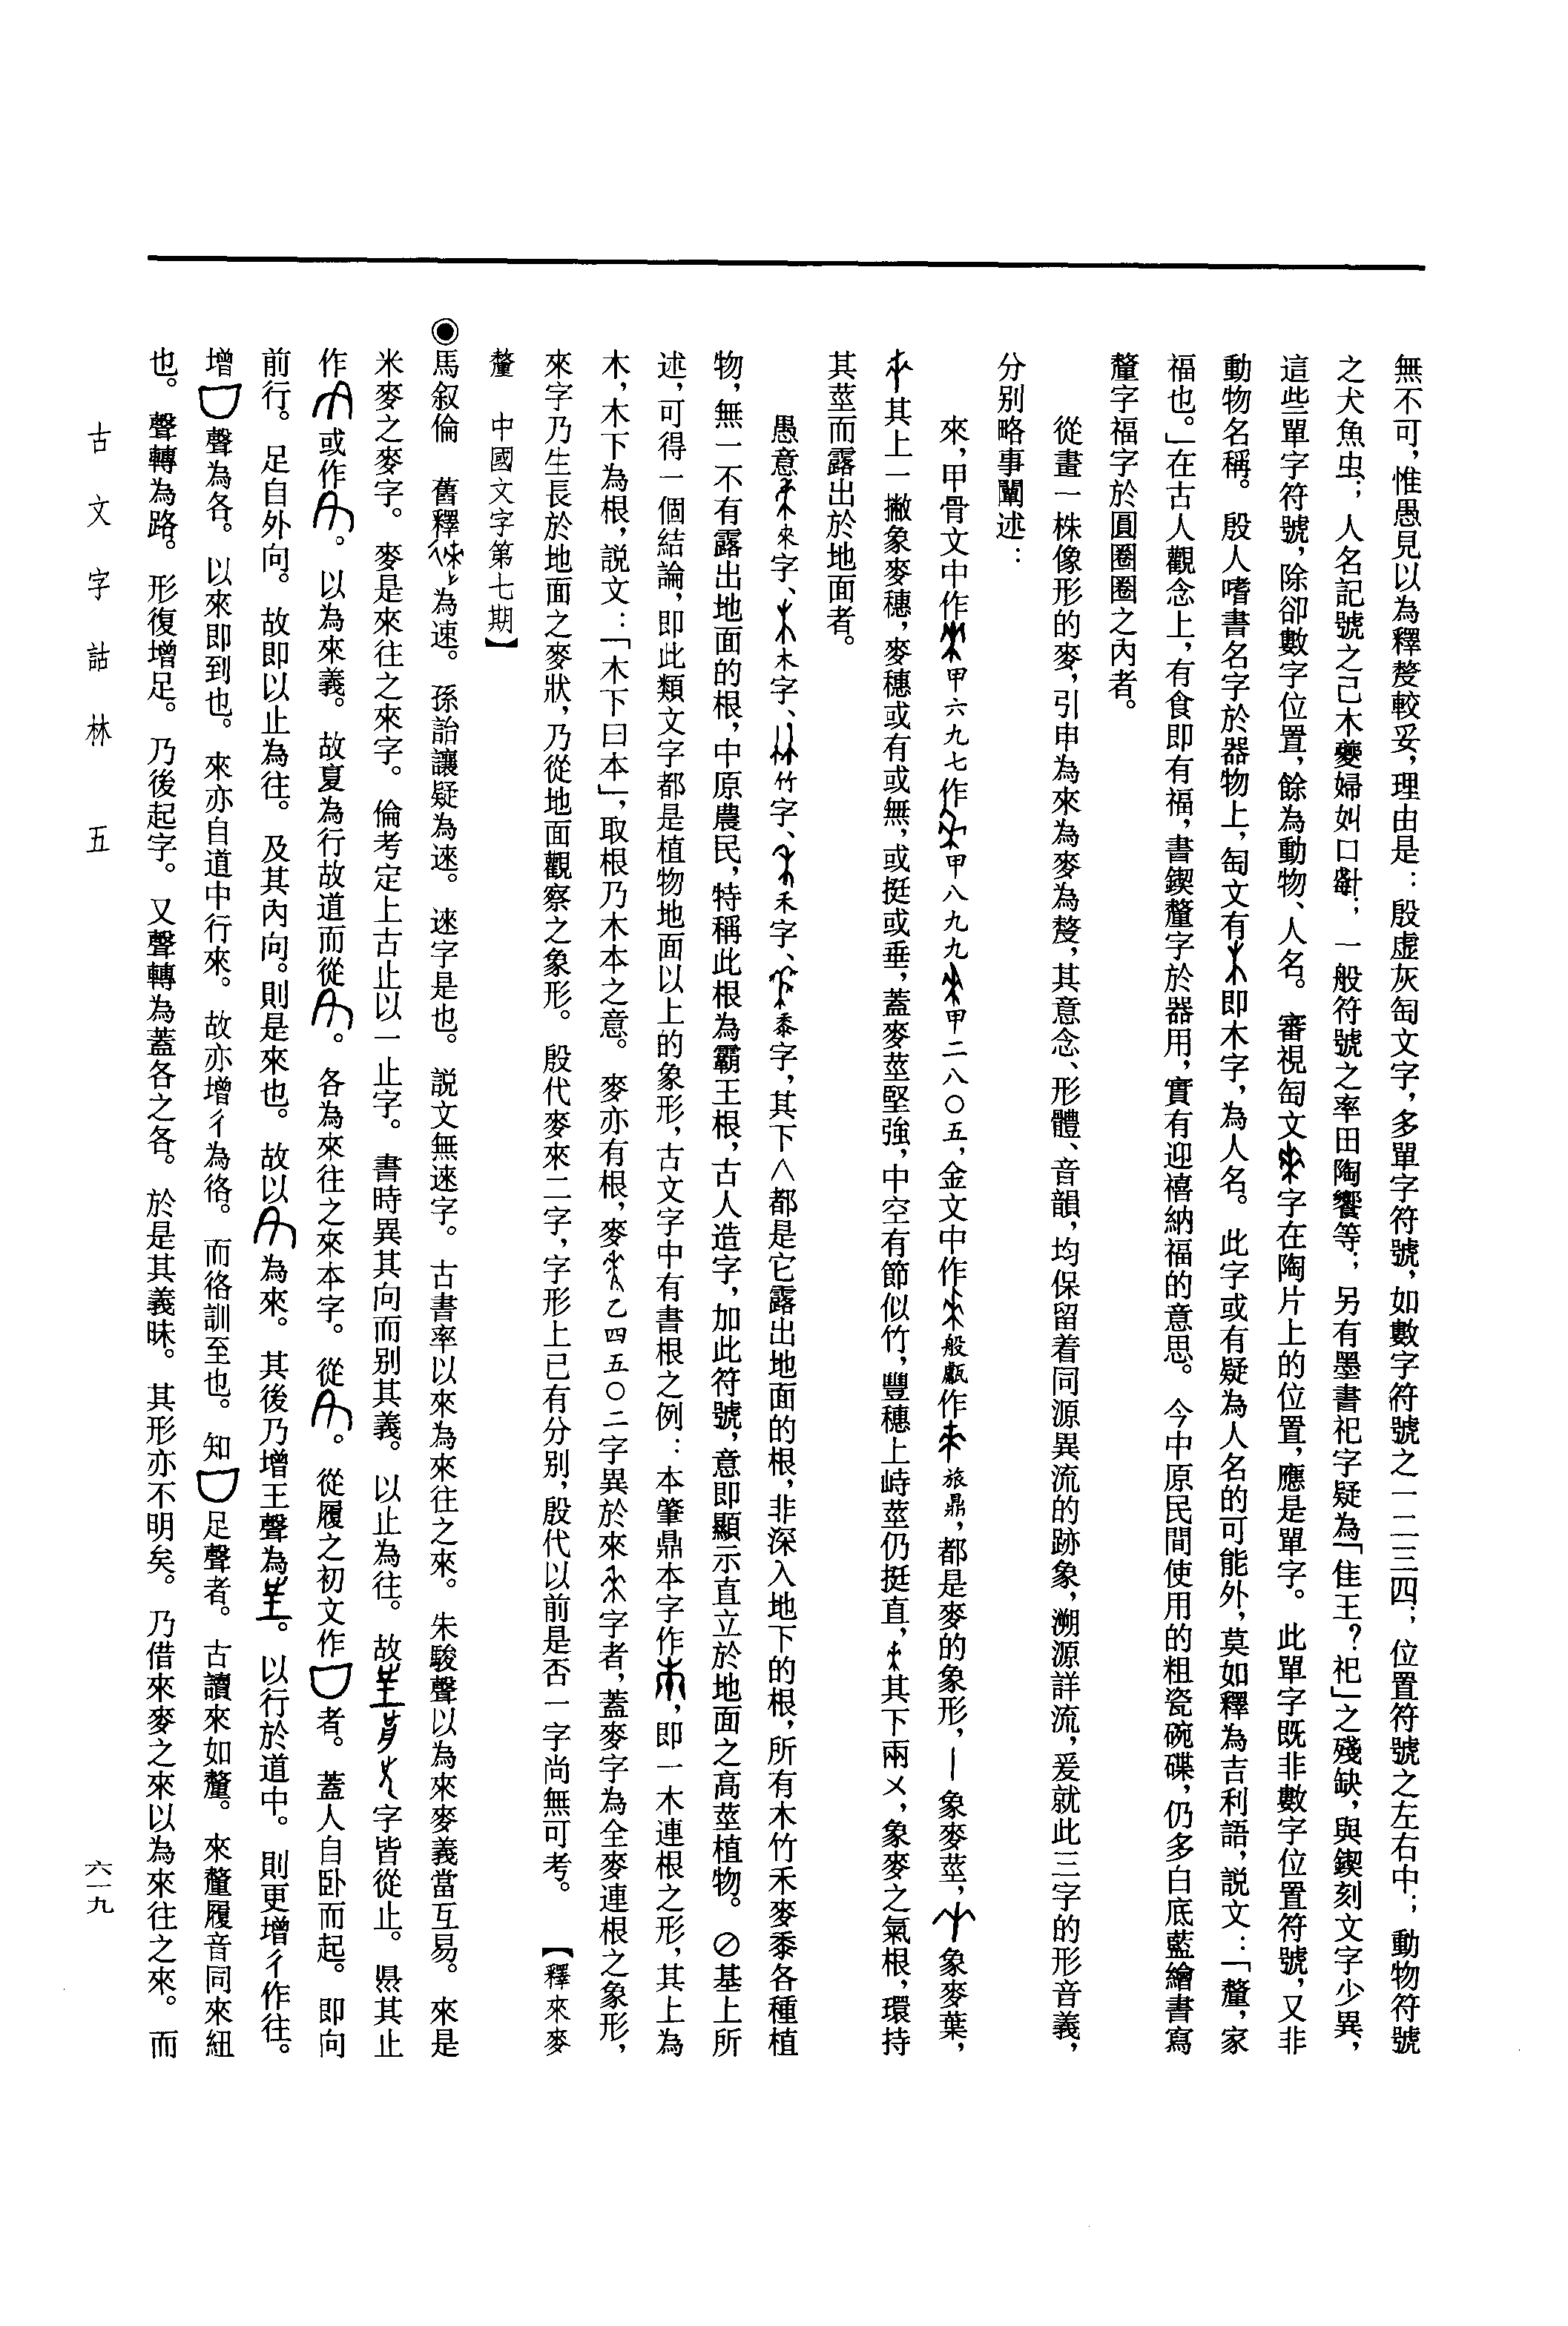 無不可，惟愚見以為釋嫠較妥，理由是：殷虛灰匋文字，多單字符號，如數字符號之一二三四；位置符號之左右中；動物符號
之犬魚虫；人名記號之己木夔婦如口；一般符號之率田陶饗等；另有墨書祀字疑為「隹王？祀」之殘缺，與鍥刻文字少異，
這些單字符號，除卻數字位置，餘為動物、人名。審視匋文字在陶片上的位置，應是單字。此單字既非數字位置符號，又非
動物名稱。殷人嗜書名字於器物上，匋文有即木字，為人名。此字或有疑為人名的可能外，莫如釋為吉利語，説文：「釐，家
福也。」在古人觀念上，有食即有福，書鍥釐字於器用，實有迎禧納福的意思。今中原民間使用的粗瓷碗碟，仍多白底藍繪書寫
釐字福字於圓圈圈之內者。
從畫一株像形的麥，引申為來為麥為嫠，其意念、形體、音韻，均保留着同源異流的跡象，溯源詳流，爰就此三字的形音義，
分别略事闡述：
來，甲骨文中作甲六九七作甲八九九甲二八〇五，金文中作般甗作旅鼎，都是麥的象形，丨象麥莖，象麥葉，
其上一撇象麥穗，麥穗或有或無，或挺或垂，蓋麥莖堅強，中空有節似竹，豐穗上峙莖仍挺直，其下兩㐅，象麥之氣根，環持
其莖而露出於地面者。
愚意來字、木字、竹字、禾字、黍字，其下八都是它露出地面的根，非深入地下的根，所有木竹禾麥黍各種植
物，無一不有露出地面的根，中原農民，特稱此根為霸王根，古人造字，加此符號，意即顯示直立於地面之高莖植物。⊘基上所
述，可得一個結論，即此類文字都是植物地面以上的象形，古文字中有書根之例：本肇鼎本字作，即一木連根之形，其上為
木，木下為根，説文：「木下曰本」，取根乃木本之意。麥亦有根，麥乙四五〇二字異於來字者，蓋麥字為全麥連根之象形，
來字乃生長於地面之麥狀，乃從地面觀察之象形。殷代麥來二字，字形上已有分別，殷代以前是否一字尚無可考。【釋來麥
釐　中國文字第七期】
◉馬叙倫　舊釋為速。孫詒讓疑為逨。逨字是也。説文無逨字。古書率以來為來往之來。朱駿聲以為來麥義當互易。來是
米麥之麥字。麥是來往之來字。倫考定上古止以一止字。書時異其向而别其義。以止為往。故字皆從止。㬎其止
作或作。以為來義。故夏為行故道而從。各為來往之來本字。從。從履之初文作者。蓋人自卧而起。即向
前行。足自外向。故即以止為往。及其內向。則是來也。故以為來。其後乃增王聲為。以行於道中。則更增彳作往。
增聲為各。以來即到也。來亦自道中行來。故亦增彳為㣟。而㣟訓至也。知足聲者。古讀來如釐。來釐履音同來紐
也。聲轉為路。形復增足。乃後起字。又聲轉為蓋各之各。於是其義昧。其形亦不明矣。乃借來麥之來以為來往之來。而
古文字詁林　五
六一九